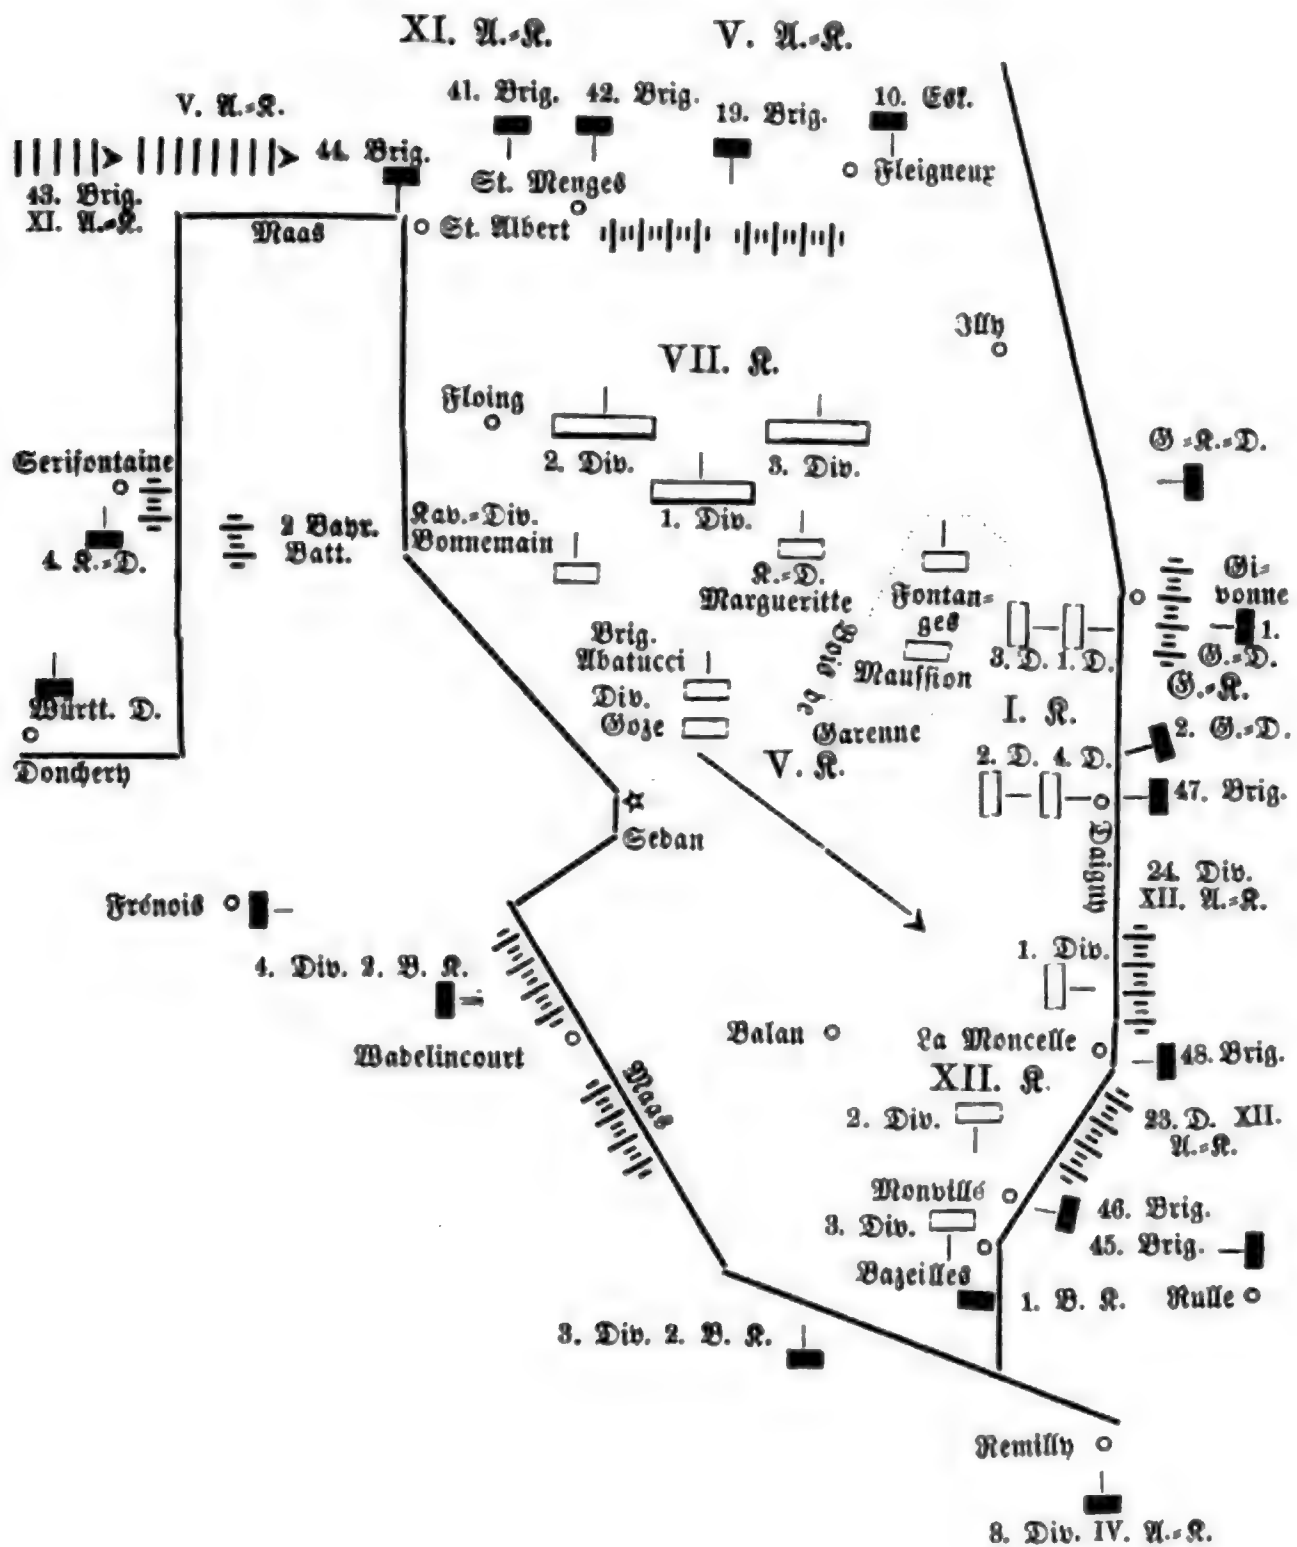 XI. A.-K.
V. A.-K.
V. A.-K.
41. Brig.
42. Brig.
19. Brig.
10. Esk.
44. Brig.
43. Brig.
XI. A.-K.
St. Menges
Fleigneux
Maas
St. Albert
Illy
VII. K.
Floing
2. Div.
3. Div.
1. Div.
G.-K.-D.
Gerifontaine
4. K.-D.
2 Bayr.
Batt.
Kav.-Div.
Bonnemain
K.-D.
Margueritte
Fontan-
ges
Gi-
vonne
1.
G.-D.
G.-K.
3. D.
1. D.
Brig.
Abatucci
Div.
Goze
Maussion
Bois de
Garenne
V. K.
I. K.
2. G.-D.
2. D.
4. D.
47. Brig.
Württ. D.
Donchery
Sedan
Daigny
24. Div.
XII. A.-K.
Frénois
4. Div. 2. B. K.
1. Div.
Wadelincourt
Balan
La Moncelle
48. Brig.
Maas
XII. K.
2. Div.
23. D. XII.
A.-K.
Monvillé
3. Div.
46. Brig.
45. Brig.
Bazeilles
1. B. K.
Rulle
3. Div. 2. B. K.
Remilly
8. Div. IV. A.-K.